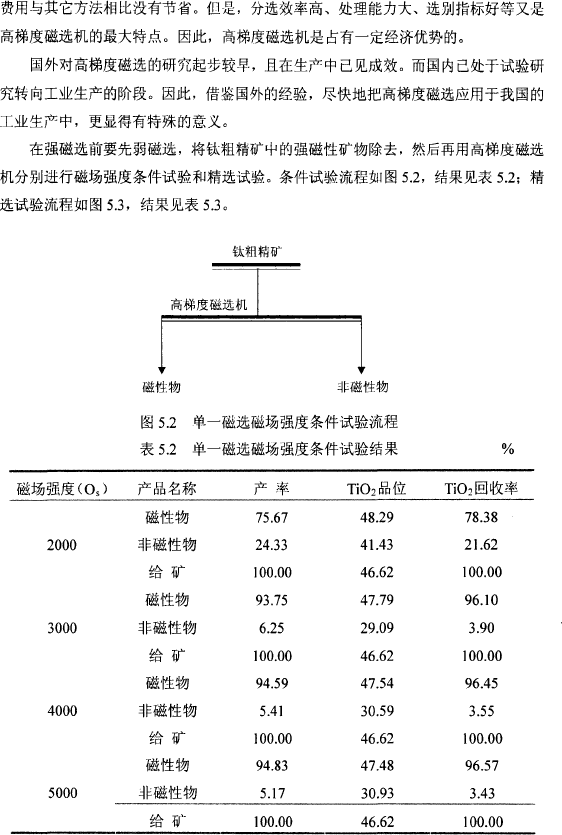 费用与其它方法相比没有节省。但是，分选效率高、处理能力大、选别指标好等又是
高梯度磁选机的最大特点。因此，高梯度磁选机是占有一定经济优势的。
国外对高梯度磁选的研究起步较早，且在生产中已见成效。而国内已处于试验研
究转向工业生产的阶段。因此，借鉴国外的经验，尽快地把高梯度磁选应用于我国的
工业生产中，更显得有特殊的意义。
在强磁选前要先弱磁选，将钛粗精矿中的强磁性矿物除去，然后再用高梯度磁选
机分别进行磁场强度条件试验和精选试验。条件试验流程如图 5.2，结果见表 5.2；精
选试验流程如图 5.3，结果见表 5.3。
钛粗精矿
高梯度磁选机
磁性物 非磁性物
图 5.2 单一磁选磁场强度条件试验流程
表 5.2 单一磁选磁场强度条件试验结果 %
磁场强度（Os） 产品名称 产 率 TiO2品位 TiO2回收率
磁性物 75.67 48.29 78.38
2000 非磁性物 24.33 41.43 21.62
给 矿 100.00 46.62 100.00
磁性物 93.75 47.79 96.10
3000 非磁性物 6.25 29.09 3.90
给 矿 100.00 46.62 100.00
磁性物 94.59 47.54 96.45
4000 非磁性物 5.41 30.59 3.55
给 矿 100.00 46.62 100.00
磁性物 94.83 47.48 96.57
5000 非磁性物 5.17 30.93 3.43
给 矿 100.00 46.62 100.00